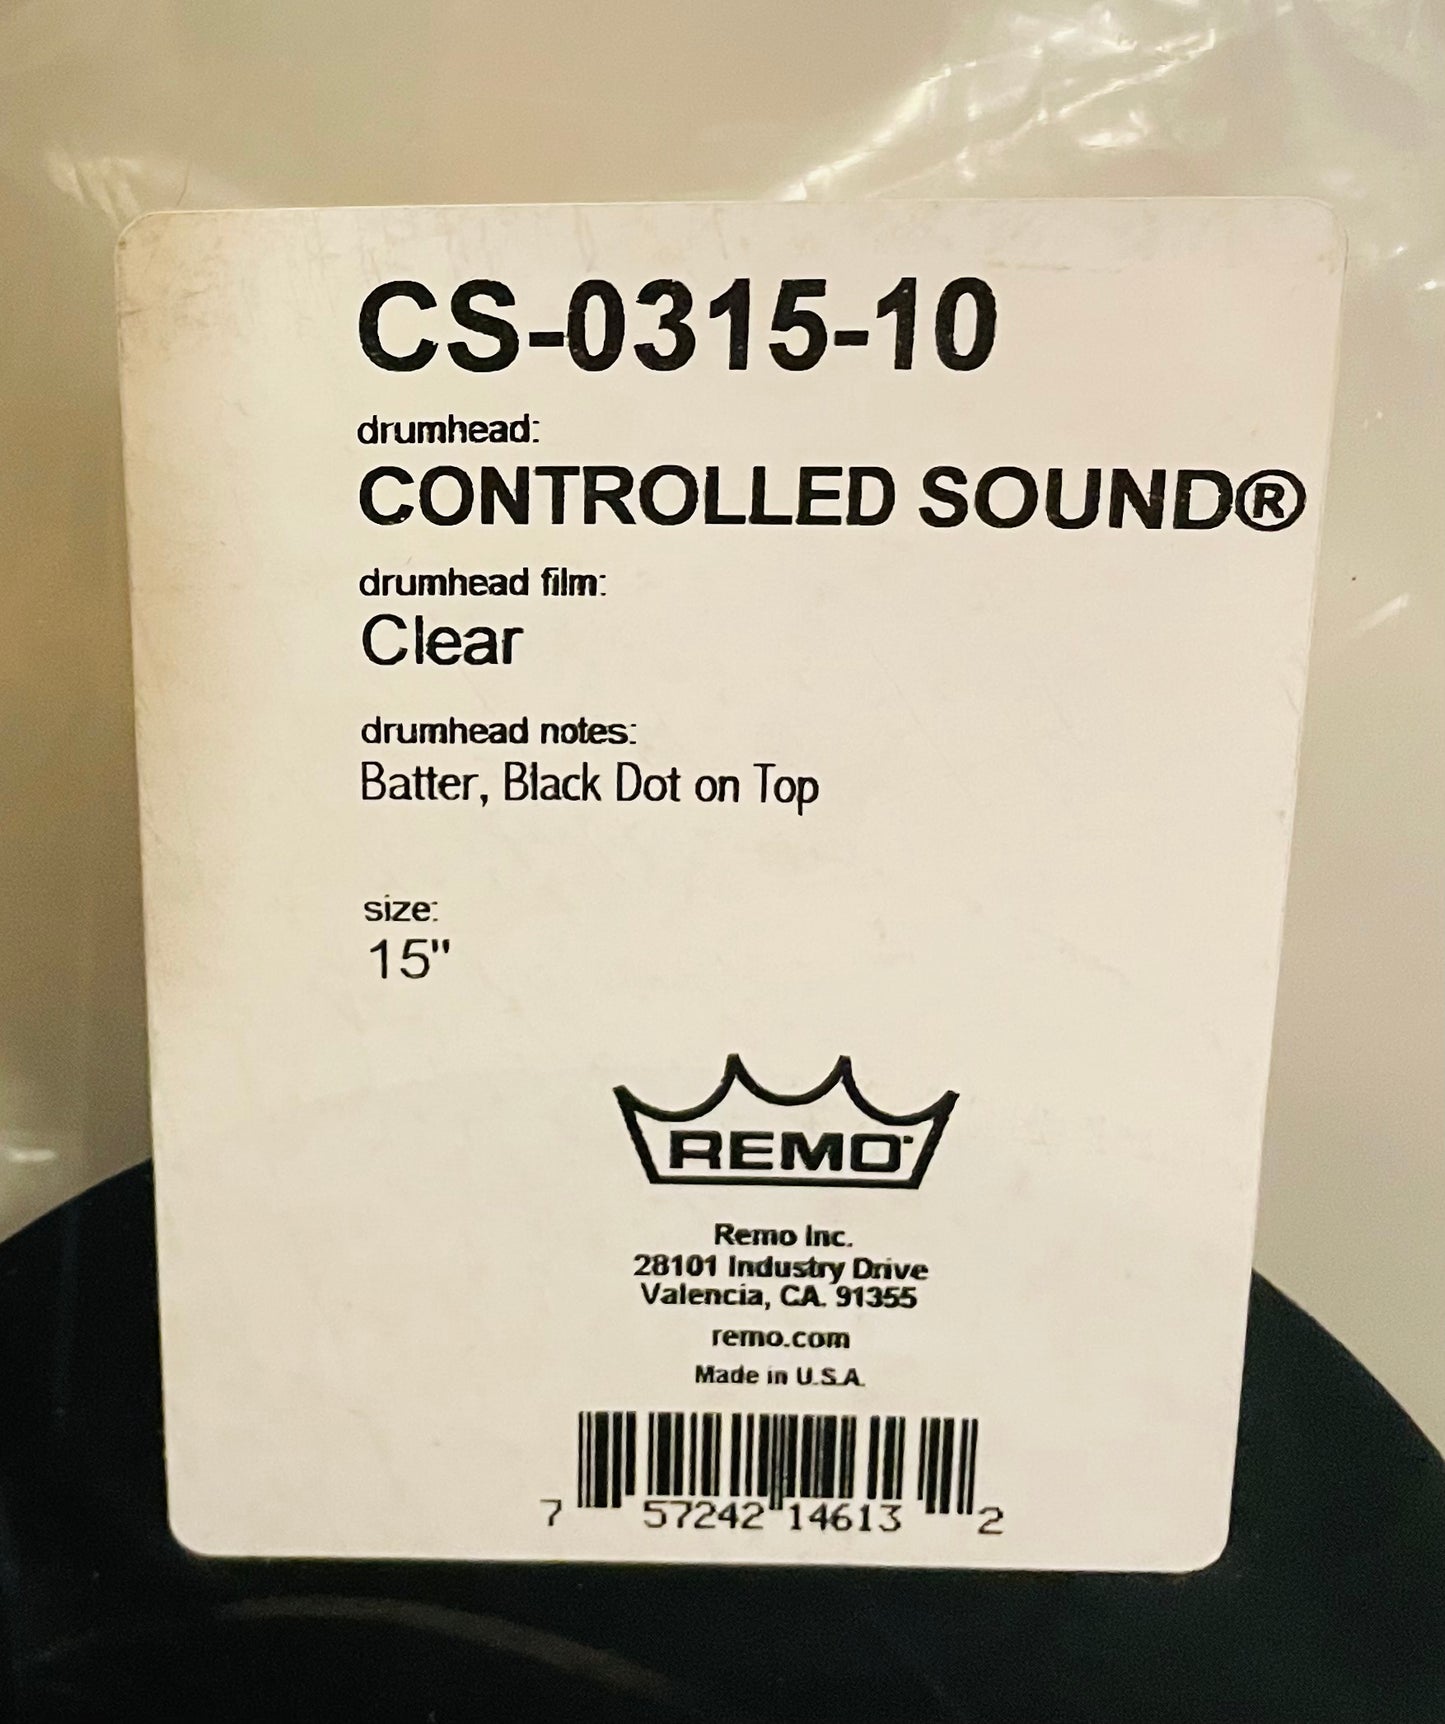 CS-0315-10
drumhead:
CONTROLLED SOUND®
drumhead film:
Clear
drumhead notes:
Batter, Black Dot on Top
size:
15"
REMO
Remo Inc.
28101 Industry Drive
Valencia, CA. 91355
remo.com
Made in U.S.A.
7 57242 14613 2